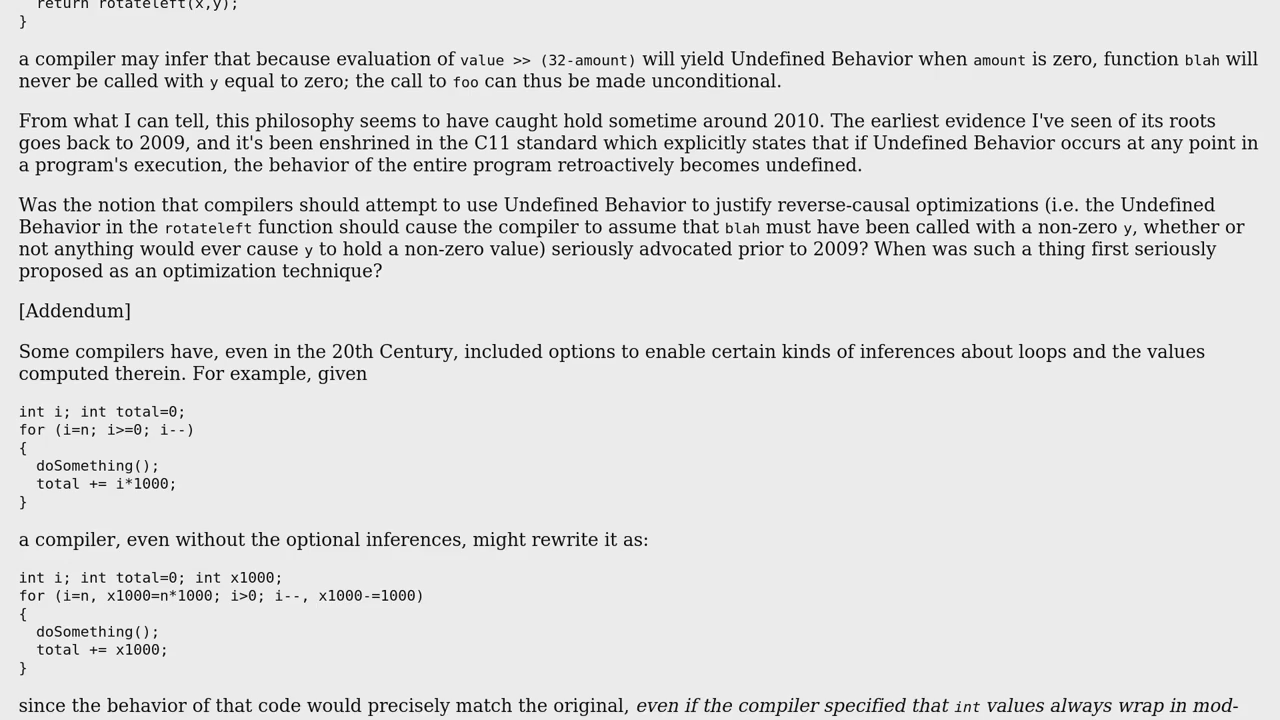 return rotateleft(x,y);
}
a compiler may infer that because evaluation of value >> (32-amount) will yield Undefined Behavior when amount is zero, function blah will
never be called with y equal to zero; the call to foo can thus be made unconditional.
From what I can tell, this philosophy seems to have caught hold sometime around 2010. The earliest evidence I've seen of its roots
goes back to 2009, and it's been enshrined in the C11 standard which explicitly states that if Undefined Behavior occurs at any point in
a program's execution, the behavior of the entire program retroactively becomes undefined.
Was the notion that compilers should attempt to use Undefined Behavior to justify reverse-causal optimizations (i.e. the Undefined
Behavior in the rotateleft function should cause the compiler to assume that blah must have been called with a non-zero y, whether or
not anything would ever cause y to hold a non-zero value) seriously advocated prior to 2009? When was such a thing first seriously
proposed as an optimization technique?
[Addendum]
Some compilers have, even in the 20th Century, included options to enable certain kinds of inferences about loops and the values
computed therein. For example, given
int i; int total=0;
for (i=n; i>=0; i--)
{
  doSomething();
  total += i*1000;
}
a compiler, even without the optional inferences, might rewrite it as:
int i; int total=0; int x1000;
for (i=n, x1000=n*1000; i>0; i--, x1000-=1000)
{
  doSomething();
  total += x1000;
}
since the behavior of that code would precisely match the original, even if the compiler specified that int values always wrap in mod-